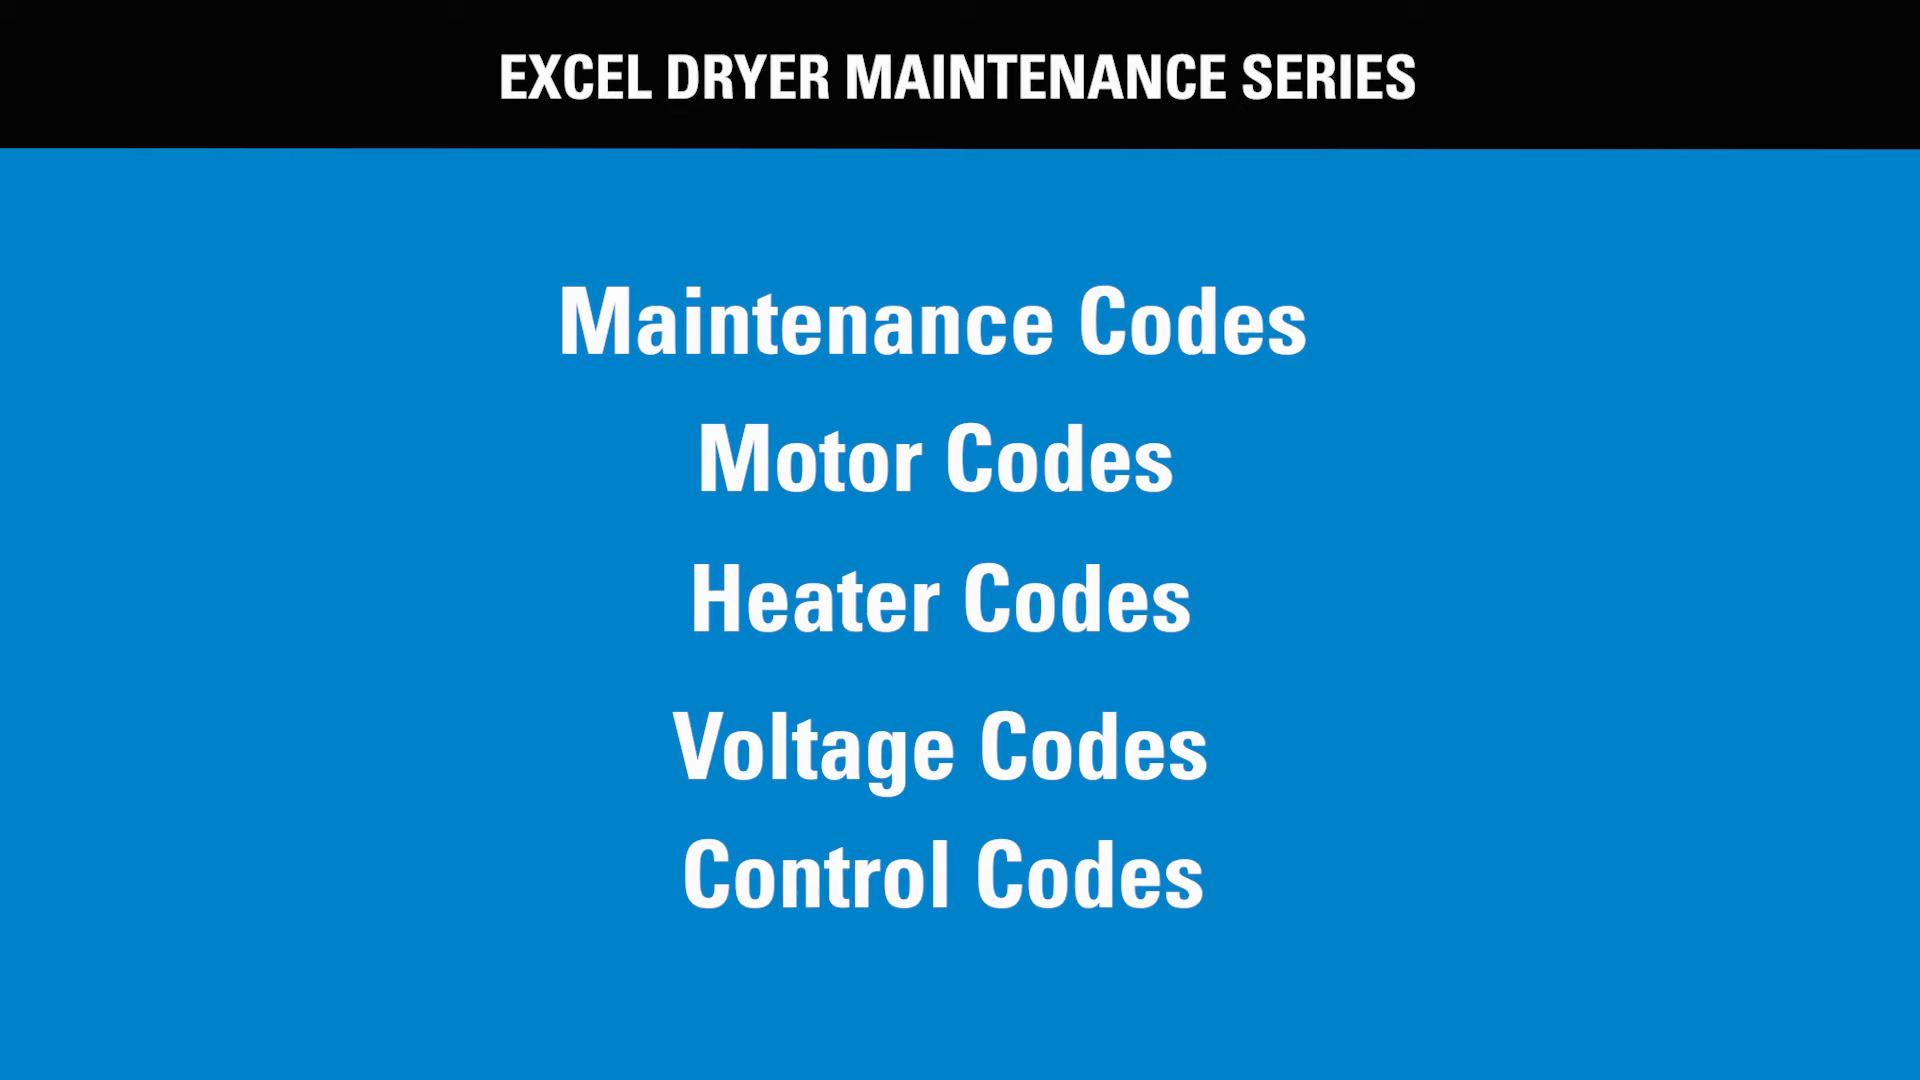 EXCEL DRYER MAINTENANCE SERIES
Maintenance Codes
Motor Codes
Heater Codes
Voltage Codes
Control Codes